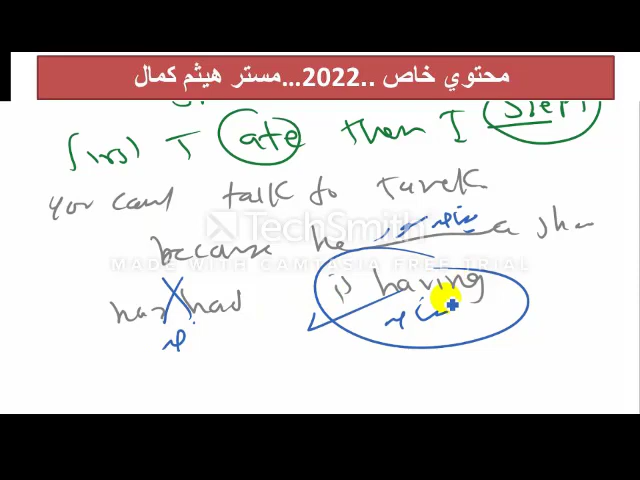 محتوي خاص ..2022...مستر هيثم كمال
first I ate then I slept
you can't talk to Tarek
TechSmith
because he a
MADE WITH CAMTASIA FREE TRIAL
is having
has had